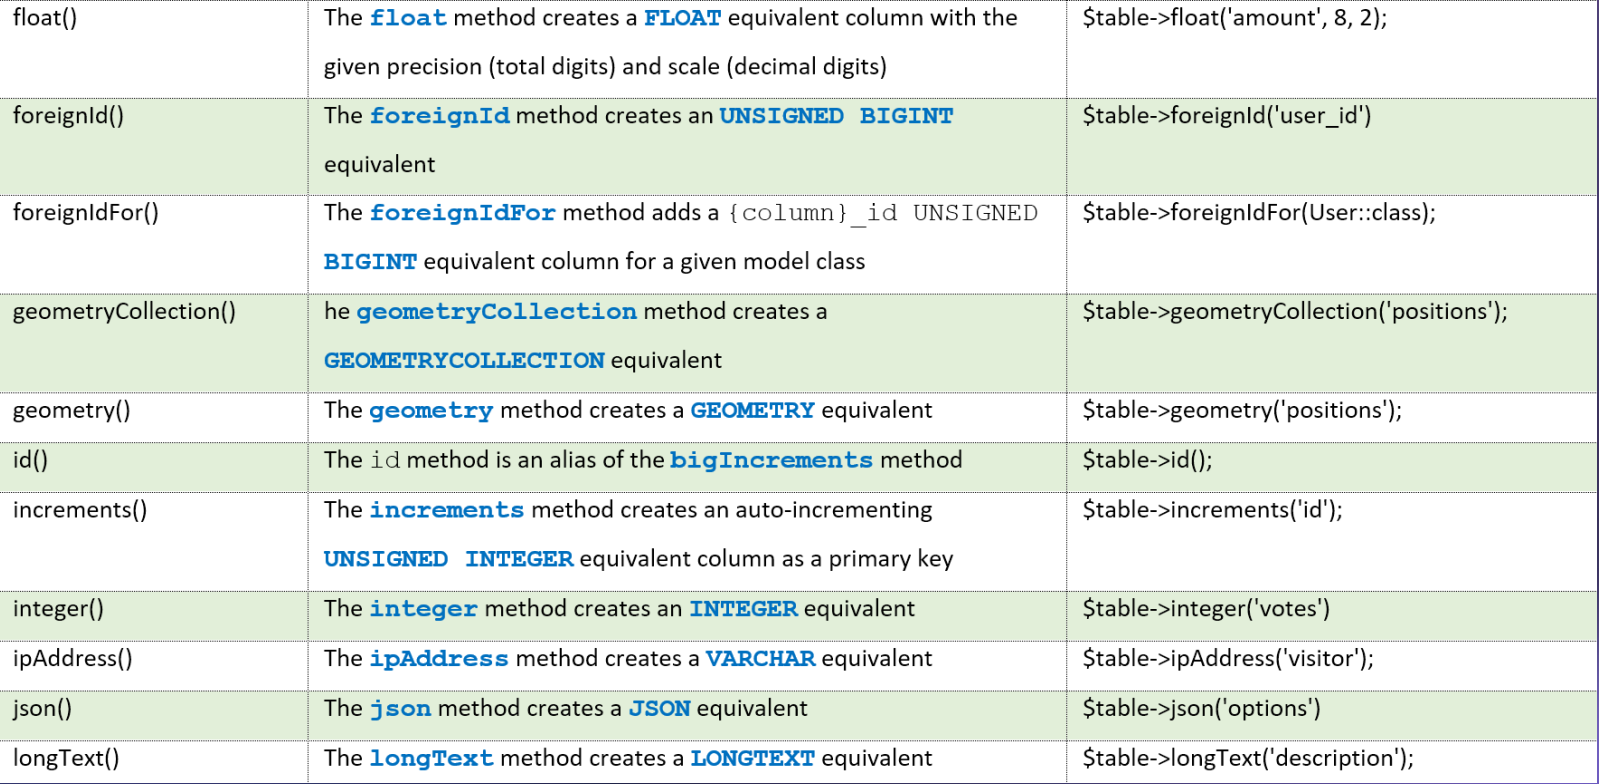 float() The float method creates a FLOAT equivalent column with the $table->float('amount', 8, 2);
given precision (total digits) and scale (decimal digits)
foreignId() The foreignId method creates an UNSIGNED BIGINT $table->foreignId('user_id')
equivalent
foreignIdFor() The foreignIdFor method adds a {column}_id UNSIGNED $table->foreignIdFor(User::class);
BIGINT equivalent column for a given model class
geometryCollection() he geometryCollection method creates a $table->geometryCollection('positions');
GEOMETRYCOLLECTION equivalent
geometry() The geometry method creates a GEOMETRY equivalent $table->geometry('positions');
id() The id method is an alias of the bigIncrements method $table->id();
increments() The increments method creates an auto-incrementing $table->increments('id');
UNSIGNED INTEGER equivalent column as a primary key
integer() The integer method creates an INTEGER equivalent $table->integer('votes')
ipAddress() The ipAddress method creates a VARCHAR equivalent $table->ipAddress('visitor');
json() The json method creates a JSON equivalent $table->json('options')
longText() The longText method creates a LONGTEXT equivalent $table->longText('description');